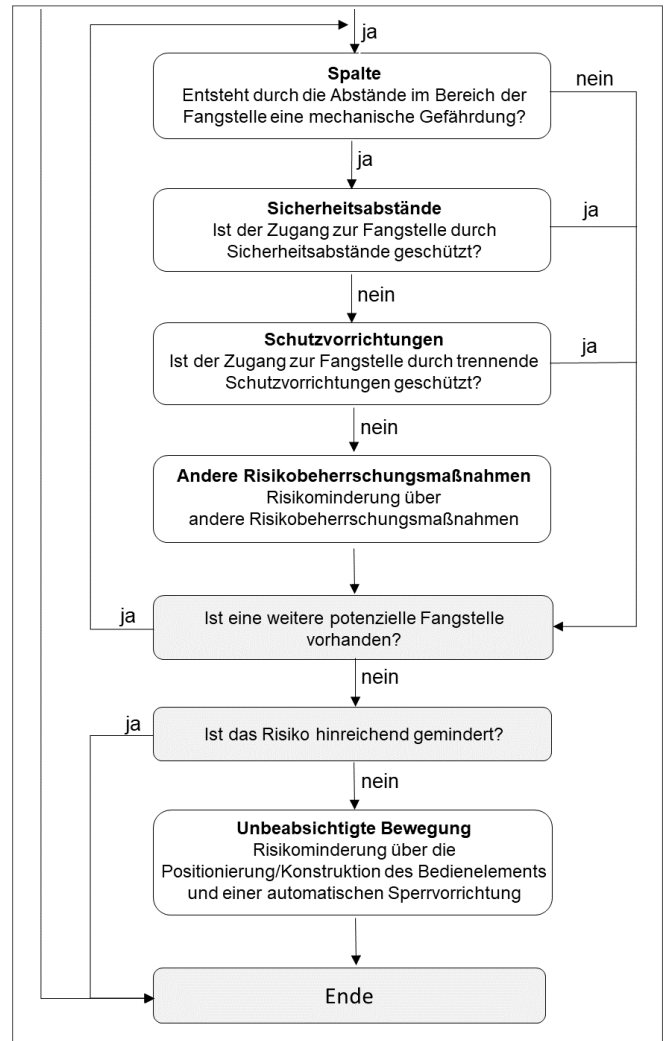 ja
Spalte
Entsteht durch die Abstände im Bereich der
Fangstelle eine mechanische Gefährdung?
nein
ja
Sicherheitsabstände
Ist der Zugang zur Fangstelle durch
Sicherheitsabstände geschützt?
ja
nein
Schutzvorrichtungen
Ist der Zugang zur Fangstelle durch trennende
Schutzvorrichtungen geschützt?
ja
nein
Andere Risikobeherrschungsmaßnahmen
Risikominderung über
andere Risikobeherrschungsmaßnahmen
ja
Ist eine weitere potenzielle Fangstelle
vorhanden?
nein
ja
Ist das Risiko hinreichend gemindert?
nein
Unbeabsichtigte Bewegung
Risikominderung über die
Positionierung/Konstruktion des Bedienelements
und einer automatischen Sperrvorrichtung
Ende